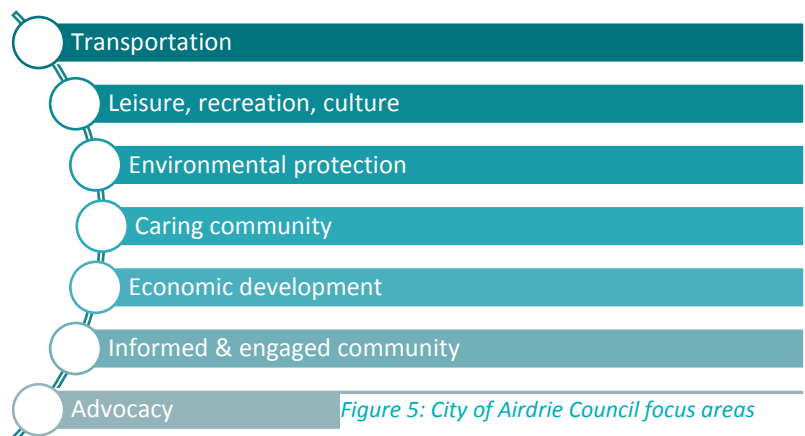 Transportation
Leisure, recreation, culture
Environmental protection
Caring community
Economic development
Informed & engaged community
Advocacy
Figure 5: City of Airdrie Council focus areas